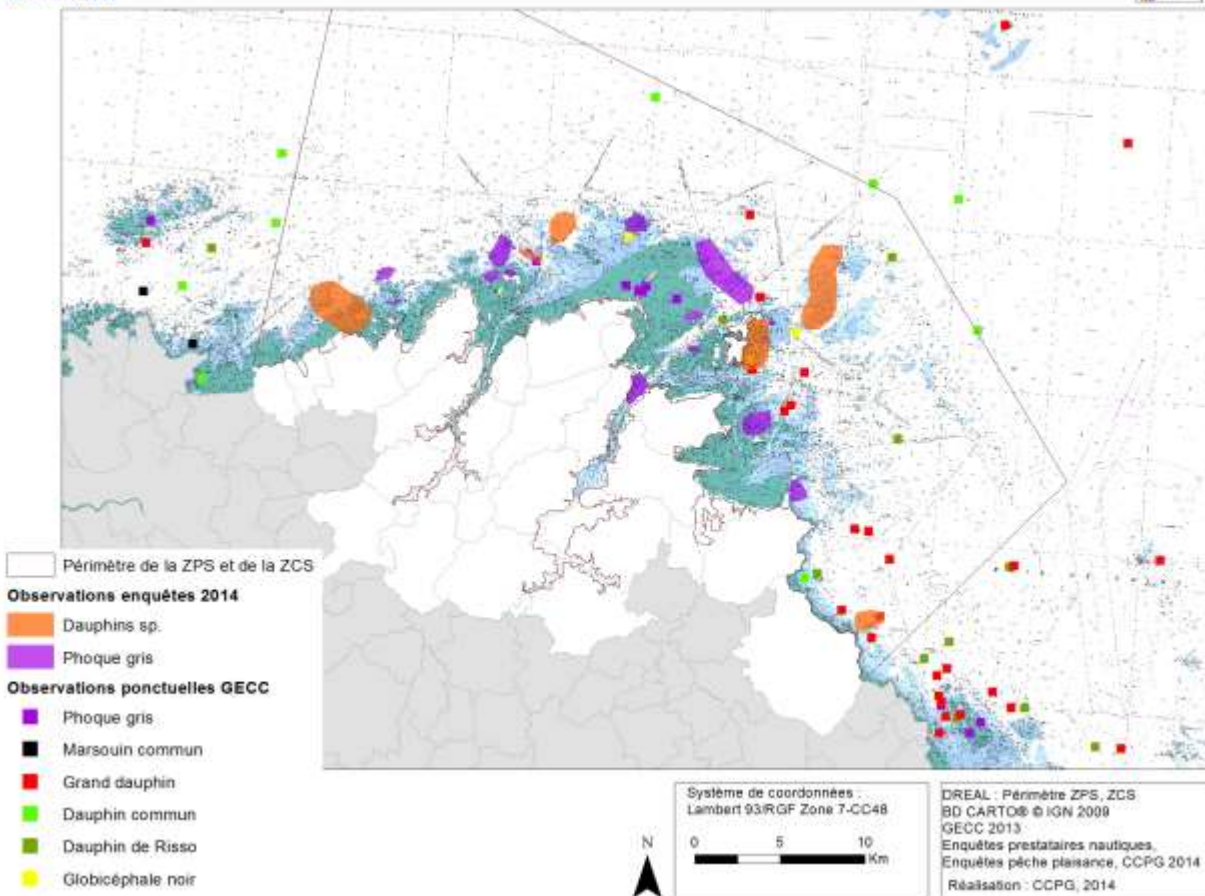 Périmètre de la ZPS et de la ZCS
Observations enquêtes 2014
Dauphins sp.
Phoque gris
Observations ponctuelles GECC
Phoque gris
Marsouin commun
Grand dauphin
Dauphin commun
Dauphin de Risso
Globicéphale noir
N
Système de coordonnées :
Lambert 93/RGF Zone 7-CC48
0 5 10
Km
DREAL : Périmètre ZPS, ZCS
BD CARTO® © IGN 2009
GECC 2013
Enquêtes prestataires nautiques,
Enquêtes pêche plaisance, CCPG 2014
Réalisation : CCPG, 2014